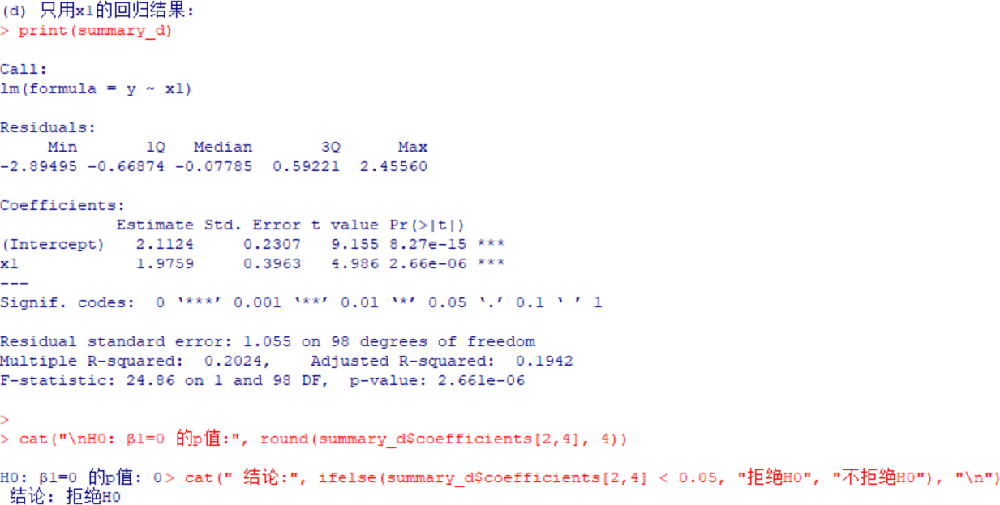 (d) 只用x1的回归结果:
> print(summary_d)
Call:
lm(formula = y ~ x1)
Residuals:
     Min       1Q   Median       3Q      Max
-2.89495 -0.66874 -0.07785  0.59221  2.45560
Coefficients:
            Estimate Std. Error t value Pr(>|t|)
(Intercept)   2.1124     0.2307   9.155 8.27e-15 ***
x1            1.9759     0.3963   4.986 2.66e-06 ***
---
Signif. codes:  0 ‘***’ 0.001 ‘**’ 0.01 ‘*’ 0.05 ‘.’ 0.1 ‘ ’ 1
Residual standard error: 1.055 on 98 degrees of freedom
Multiple R-squared:  0.2024,    Adjusted R-squared:  0.1942
F-statistic: 24.86 on 1 and 98 DF,  p-value: 2.661e-06
>
> cat("\nH0: β1=0 的p值:", round(summary_d$coefficients[2,4], 4))
H0: β1=0 的p值: 0> cat(" 结论:", ifelse(summary_d$coefficients[2,4] < 0.05, "拒绝H0", "不拒绝H0"), "\n")
 结论: 拒绝H0